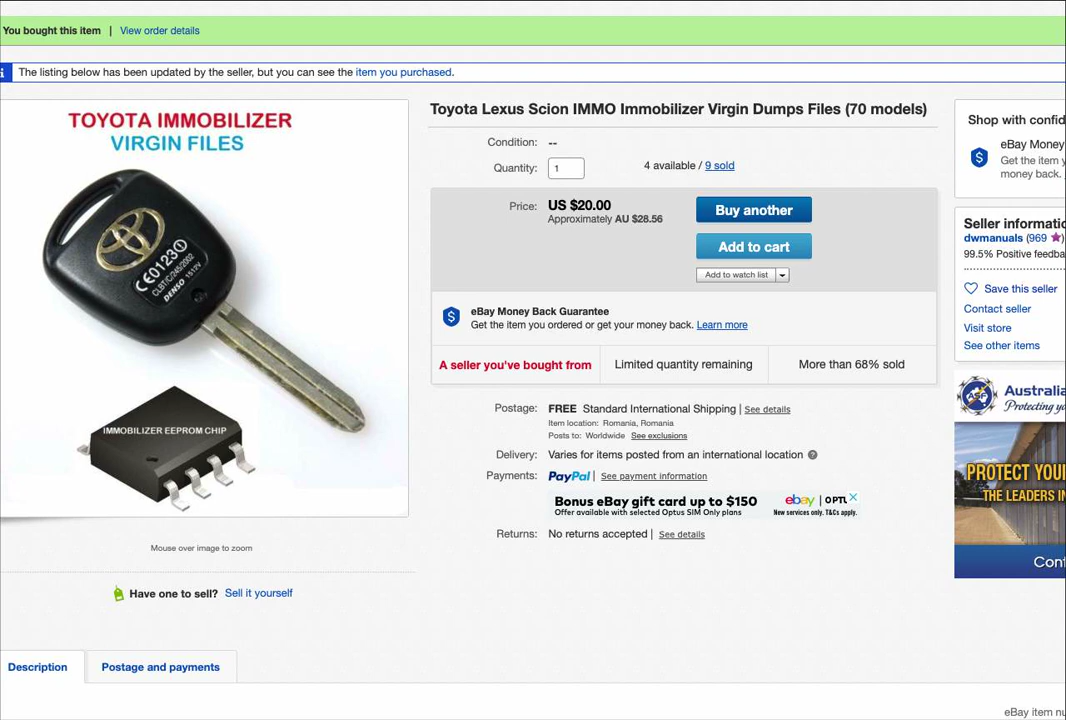 You bought this item | View order details
i The listing below has been updated by the seller, but you can see the item you purchased.
TOYOTA IMMOBILIZER
VIRGIN FILES
CE0123
CLBT/C/245/2002
DENSO 1512V
IMMOBILIZER EEPROM CHIP
Mouse over image to zoom
Have one to sell? Sell it yourself
Toyota Lexus Scion IMMO Immobilizer Virgin Dumps Files (70 models)
Condition: --
Quantity: 1 4 available / 9 sold
Price: US $20.00
Approximately AU $28.56
Buy another
Add to cart
Add to watch list
$ eBay Money Back Guarantee
Get the item you ordered or get your money back. Learn more
A seller you've bought from Limited quantity remaining More than 68% sold
Postage: FREE Standard International Shipping | See details
Item location: Romania, Romania
Posts to: Worldwide See exclusions
Delivery: Varies for items posted from an international location ?
Payments: PayPal | See payment information
Bonus eBay gift card up to $150
Offer available with selected Optus SIM Only plans
ebay | OPTL
New services only. T&Cs apply.
Returns: No returns accepted | See details
Shop with confid
$ eBay Money
Get the item y
money back.
Seller informatio
dwmanuals (969)
99.5% Positive feedba
Save this seller
Contact seller
Visit store
See other items
ASF
Australia
Protecting yo
PROTECT YOU
THE LEADERS IN
Cont
Description Postage and payments
eBay item nu